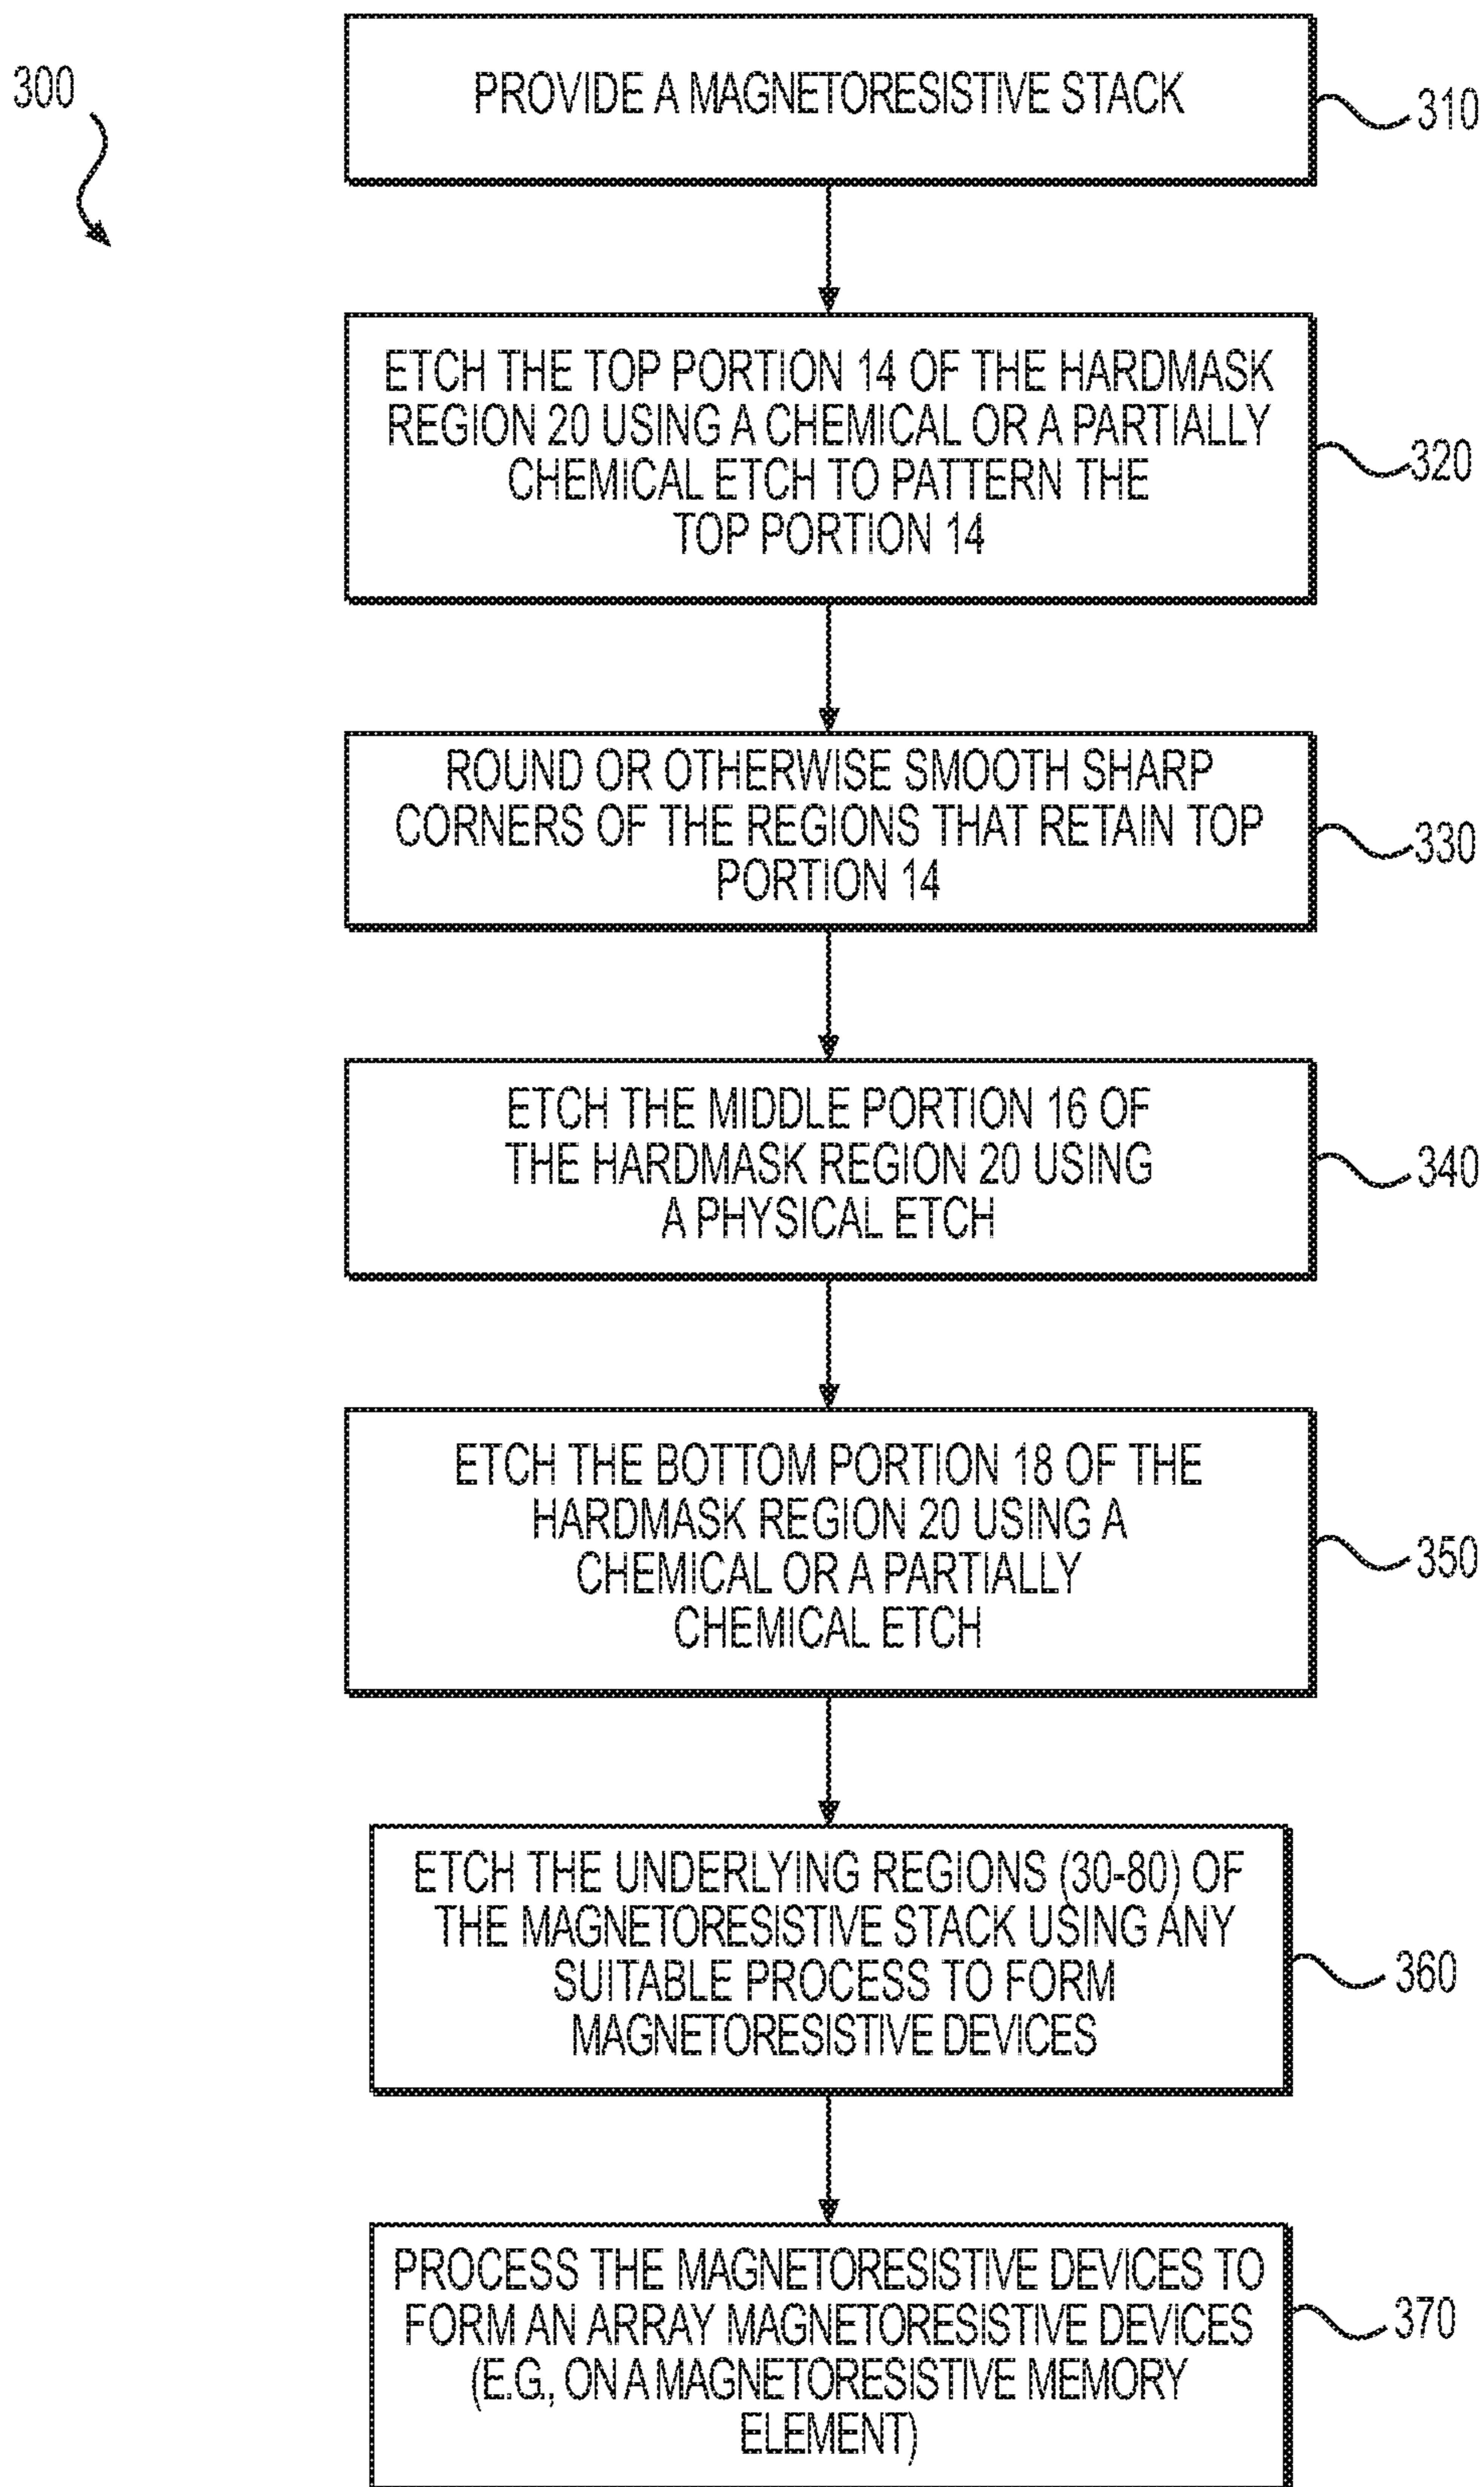 300
PROVIDE A MAGNETORESISTIVE STACK
310
ETCH THE TOP PORTION 14 OF THE HARDMASK
REGION 20 USING A CHEMICAL OR A PARTIALLY
CHEMICAL ETCH TO PATTERN THE
TOP PORTION 14
320
ROUND OR OTHERWISE SMOOTH SHARP
CORNERS OF THE REGIONS THAT RETAIN TOP
PORTION 14
330
ETCH THE MIDDLE PORTION 16 OF
THE HARDMASK REGION 20 USING
A PHYSICAL ETCH
340
ETCH THE BOTTOM PORTION 18 OF THE
HARDMASK REGION 20 USING A
CHEMICAL OR A PARTIALLY
CHEMICAL ETCH
350
ETCH THE UNDERLYING REGIONS (30-80) OF
THE MAGNETORESISTIVE STACK USING ANY
SUITABLE PROCESS TO FORM
MAGNETORESISTIVE DEVICES
360
PROCESS THE MAGNETORESISTIVE DEVICES TO
FORM AN ARRAY MAGNETORESISTIVE DEVICES
(E.G., ON A MAGNETORESISTIVE MEMORY
ELEMENT)
370